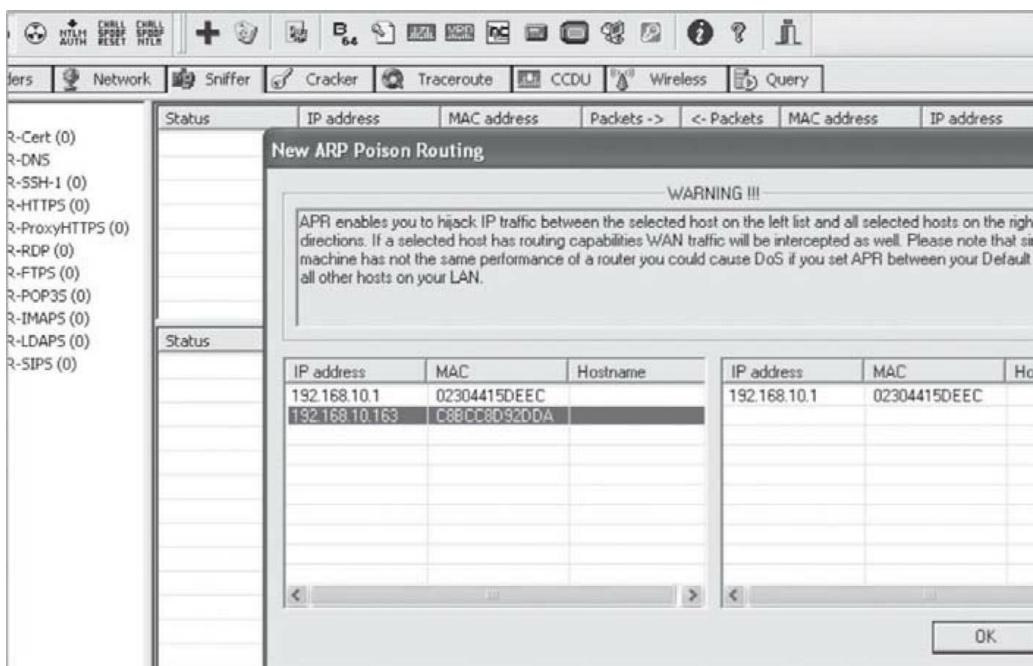 NTLM AUTH
CHALL SPOOF RESET
CHALL SPOOF NTLM
B64
ders Network Sniffer Cracker Traceroute CCDU Wireless Query
R-Cert (0)
R-DNS
R-SSH-1 (0)
R-HTTPS (0)
R-ProxyHTTPS (0)
R-RDP (0)
R-FTPS (0)
R-POP3S (0)
R-IMAPS (0)
R-LDAPS (0)
R-SIPS (0)
Status IP address MAC address Packets -> <- Packets MAC address IP address
Status
New ARP Poison Routing
WARNING !!!
APR enables you to hijack IP traffic between the selected host on the left list and all selected hosts on the righ
directions. If a selected host has routing capabilities WAN traffic will be intercepted as well. Please note that si
machine has not the same performance of a router you could cause DoS if you set APR between your Default
all other hosts on your LAN.
IP address MAC Hostname
192.168.10.1 02304415DEEC
192.168.10.163 C8BCC8D92DDA
IP address MAC Ho
192.168.10.1 02304415DEEC
OK